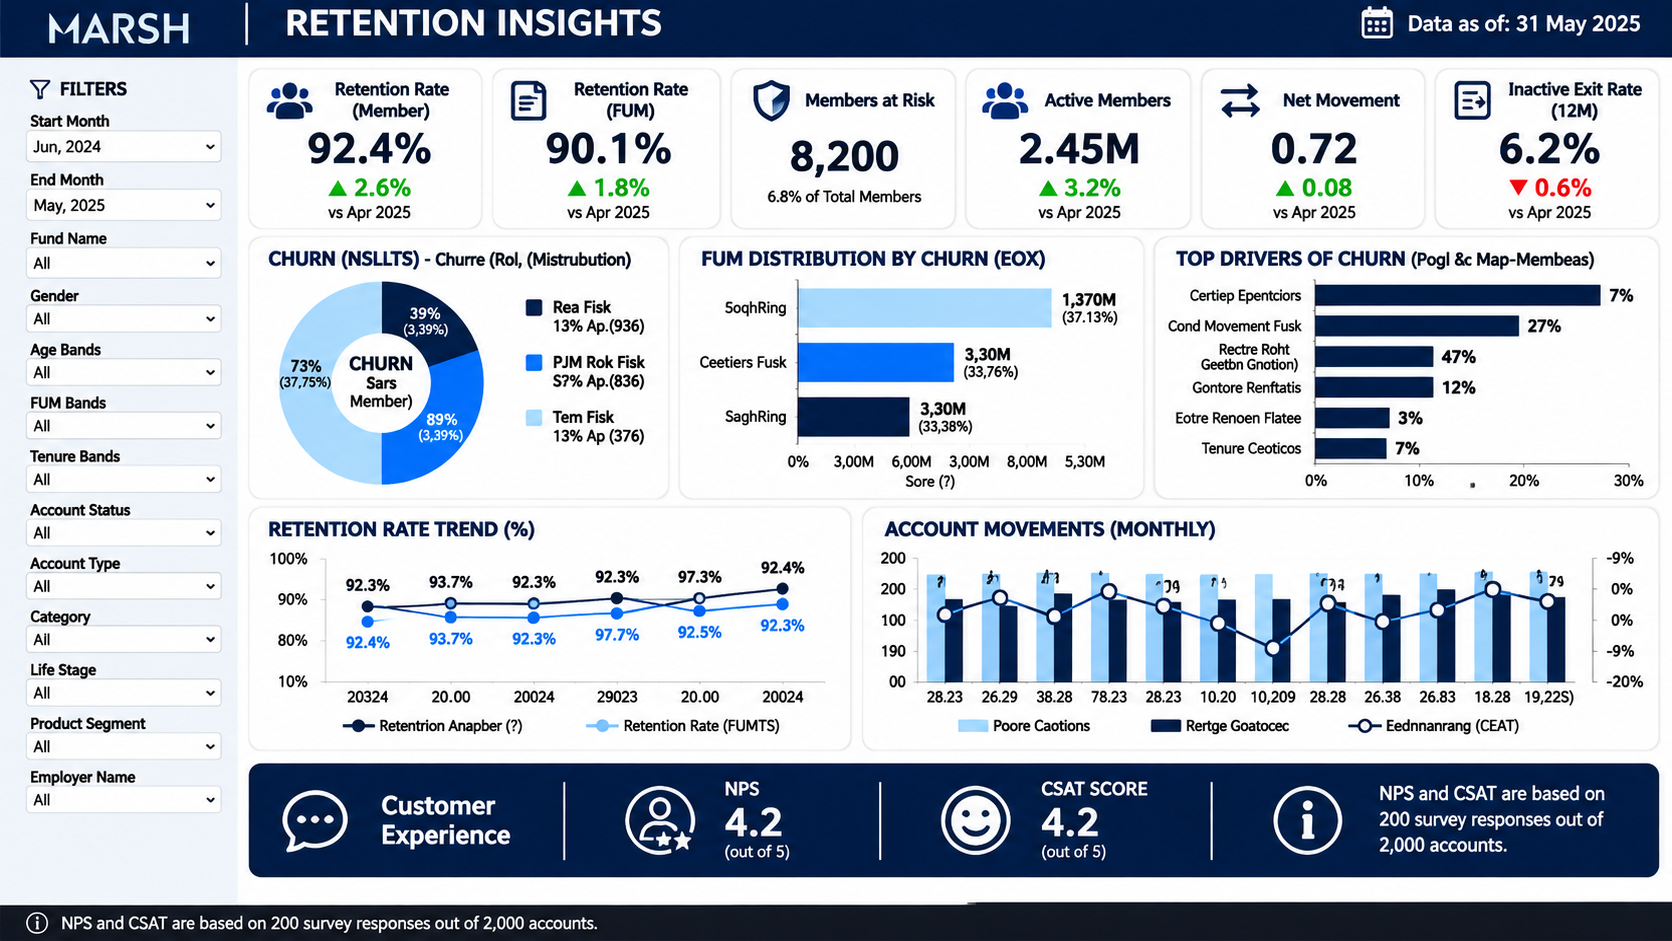 MARSH
RETENTION INSIGHTS
Data as of: 31 May 2025
FILTERS
Start Month
Jun, 2024
End Month
May, 2025
Fund Name
All
Gender
All
Age Bands
All
FUM Bands
All
Tenure Bands
All
Account Status
All
Account Type
All
Category
All
Life Stage
All
Product Segment
All
Employer Name
All
Retention Rate
(Member)
92.4%
▲ 2.6%
vs Apr 2025
Retention Rate
(FUM)
90.1%
▲ 1.8%
vs Apr 2025
Members at Risk
8,200
6.8% of Total Members
Active Members
2.45M
▲ 3.2%
vs Apr 2025
Net Movement
0.72
▲ 0.08
vs Apr 2025
Inactive Exit Rate
(12M)
6.2%
▼ 0.6%
vs Apr 2025
CHURN (NSLLTS) - Churre (Rol, (Mistrubution)
39%
(3,39%)
73%
(37,75%)
CHURN
Sars
Member)
89%
(3,39%)
Rea Fisk
13% Ap.(936)
PJM Rok Fisk
S?% Ap.(836)
Tem Fisk
13% Ap (376)
FUM DISTRIBUTION BY CHURN (EOX)
5oqhRing
1,370M
(37.13%)
Ceetiers Fusk
3,30M
(33,76%)
SaghRing
3,30M
(33,38%)
0% 3,00M 6,00M 3,00M 8,00M 5,30M
Sore (?)
TOP DRIVERS OF CHURN (Pogl &c Map-Membeas)
Certiep Epentciors 7%
Cond Movement Fusk 27%
Rectre Roht
Geetbn Gnotion) 47%
Gontore Renftatis 12%
Eotre Renoen Flatee 3%
Tenure Ceoticos 7%
0% 10% 20% 30%
RETENTION RATE TREND (%)
100%
90%
80%
10%
92.3% 93.7% 92.3% 92.3% 97.3% 92.4%
92.4% 93.7% 92.3% 97.7% 92.5% 92.3%
20324 20.00 20024 29023 20.00 20024
Retentrion Anapber (?) Retention Rate (FUMTS)
ACCOUNT MOVEMENTS (MONTHLY)
200
200
100
190
00
-9%
0%
0%
-9%
-20%
28.23 26.29 38.28 78.23 28.23 10.20 10,209 28.28 26.38 26.83 18.28 19,22S)
Poore Caotions Rertge Goatocec Eednnanrang (CEAT)
Customer
Experience
NPS
4.2
(out of 5)
CSAT SCORE
4.2
(out of 5)
NPS and CSAT are based on
200 survey responses out of
2,000 accounts.
NPS and CSAT are based on 200 survey responses out of 2,000 accounts.